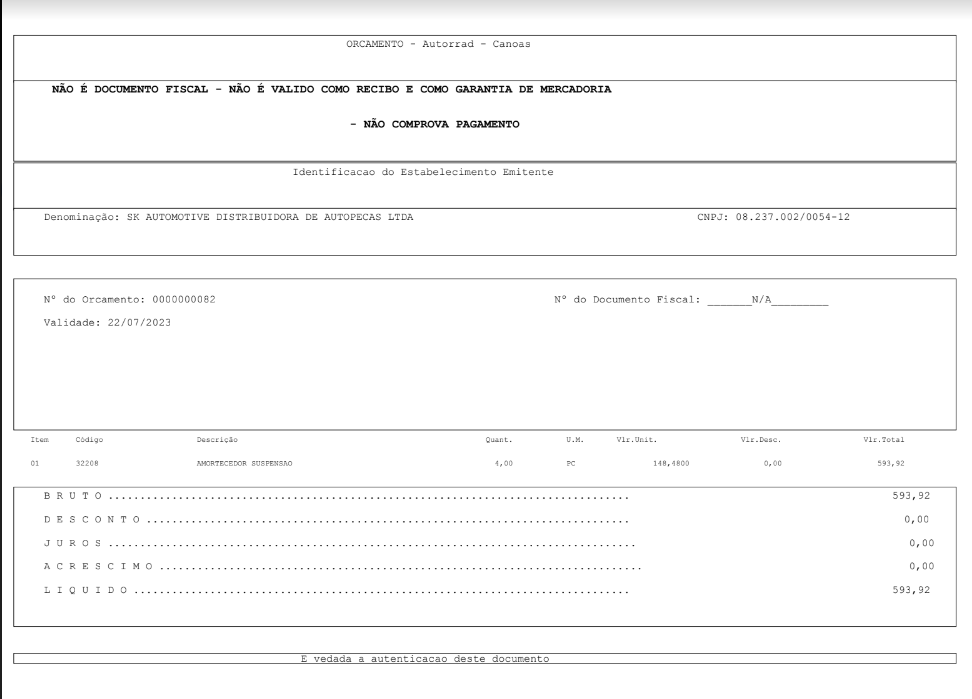 ORCAMENTO - Autorrad - Canoas
NÃO É DOCUMENTO FISCAL - NÃO É VALIDO COMO RECIBO E COMO GARANTIA DE MERCADORIA
- NÃO COMPROVA PAGAMENTO
Identificacao do Estabelecimento Emitente
Denominação: SK AUTOMOTIVE DISTRIBUIDORA DE AUTOPECAS LTDA CNPJ: 08.237.002/0054-12
Nº do Orcamento: 0000000082 Nº do Documento Fiscal: _______N/A_________
Validade: 22/07/2023
Item Código Descrição Quant. U.M. Vlr.Unit. Vlr.Desc. Vlr.Total
01 32208 AMORTECEDOR SUSPENSAO 4,00 PC 148,4800 0,00 593,92
B R U T O .................................................................................. 593,92
D E S C O N T O ............................................................................ 0,00
J U R O S ................................................................................... 0,00
A C R E S C I M O ............................................................................ 0,00
L I Q U I D O .............................................................................. 593,92
E vedada a autenticacao deste documento